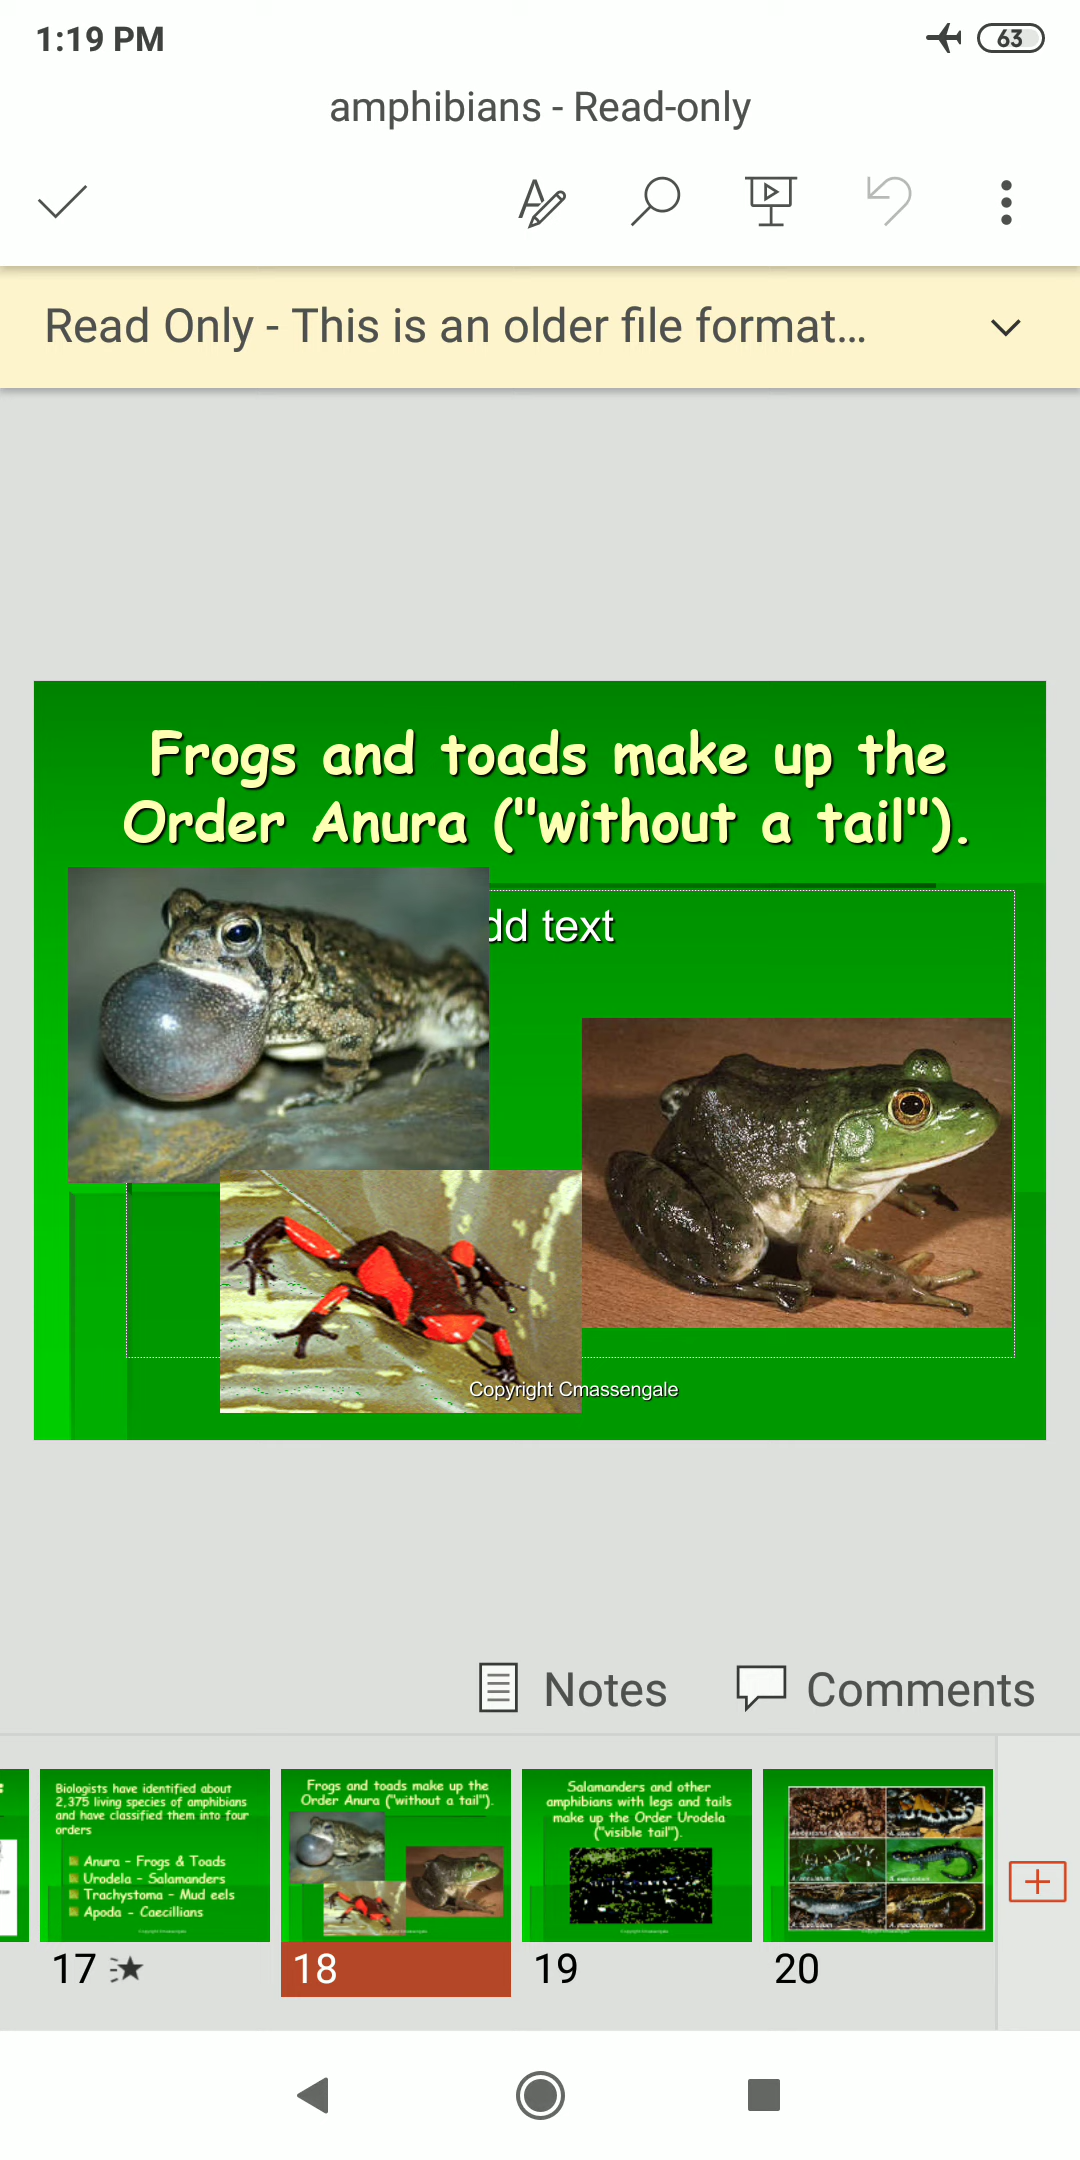 1:19 PM
63
amphibians - Read-only
Read Only - This is an older file format...
Frogs and toads make up the
Order Anura ("without a tail").
dd text
Copyright Cmassengale
Notes
Comments
Biologists have identified about
2,375 living species of amphibians
and have classified them into four
orders
Anura - Frogs & Toads
Urodela - Salamanders
Trachystoma - Mud eels
Apoda - Caecillians
17
Frogs and toads make up the
Order Anura ("without a tail").
18
Salamanders and other
amphibians with legs and tails
make up the Order Urodela
("visible tail").
19
20